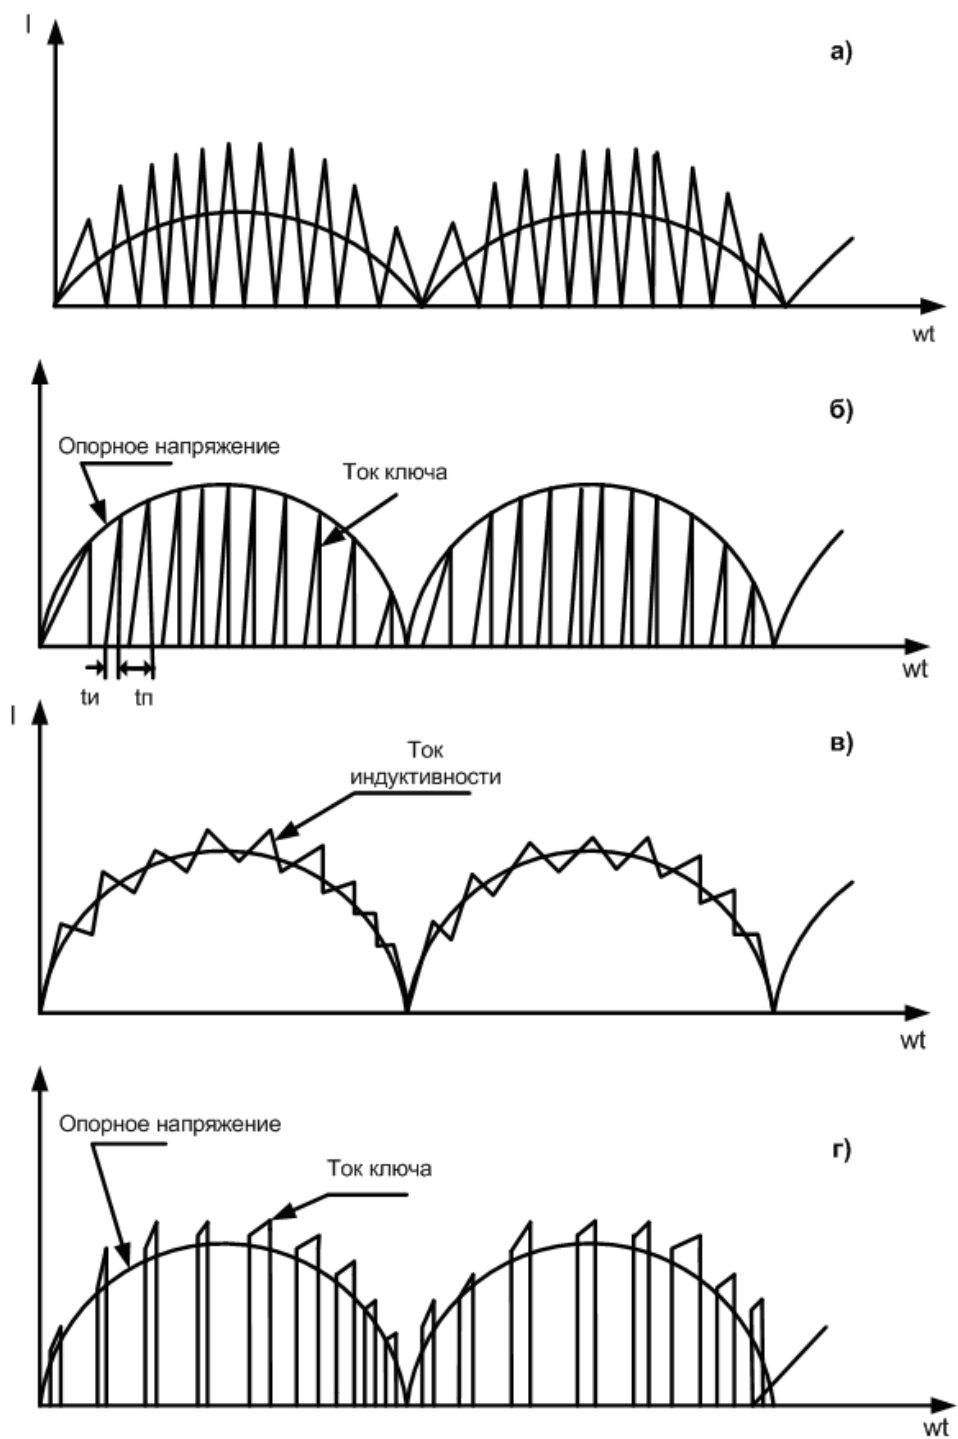 I
а)
wt
б)
Опорное напряжение
Ток ключа
wt
tи
tп
I
в)
Ток
индуктивности
wt
Опорное напряжение
г)
Ток ключа
wt